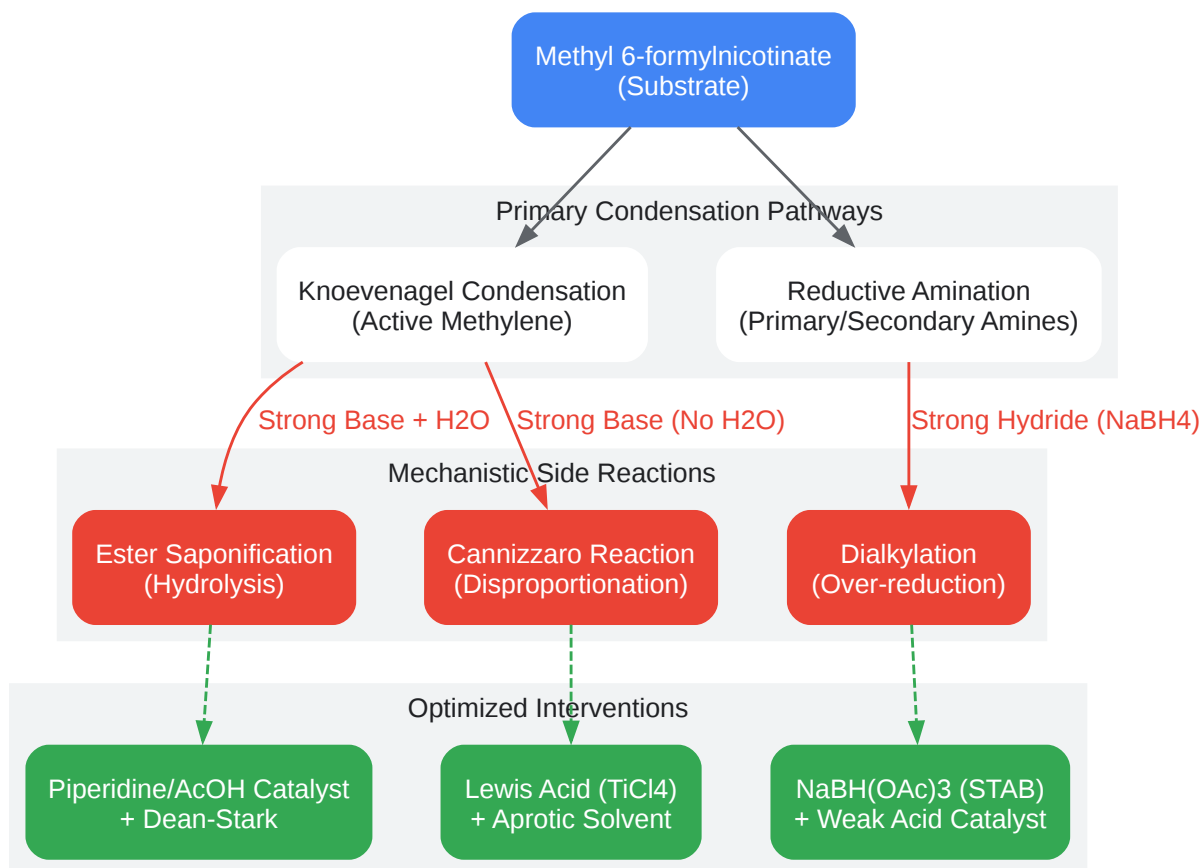 Methyl 6-formylnicotinate
(Substrate)
Primary Condensation Pathways
Knoevenagel Condensation
(Active Methylene)
Reductive Amination
(Primary/Secondary Amines)
Strong Base + H2O
Strong Base (No H2O)
Strong Hydride (NaBH4)
Mechanistic Side Reactions
Ester Saponification
(Hydrolysis)
Cannizzaro Reaction
(Disproportionation)
Dialkylation
(Over-reduction)
Optimized Interventions
Piperidine/AcOH Catalyst
+ Dean-Stark
Lewis Acid (TiCl4)
+ Aprotic Solvent
NaBH(OAc)3 (STAB)
+ Weak Acid Catalyst